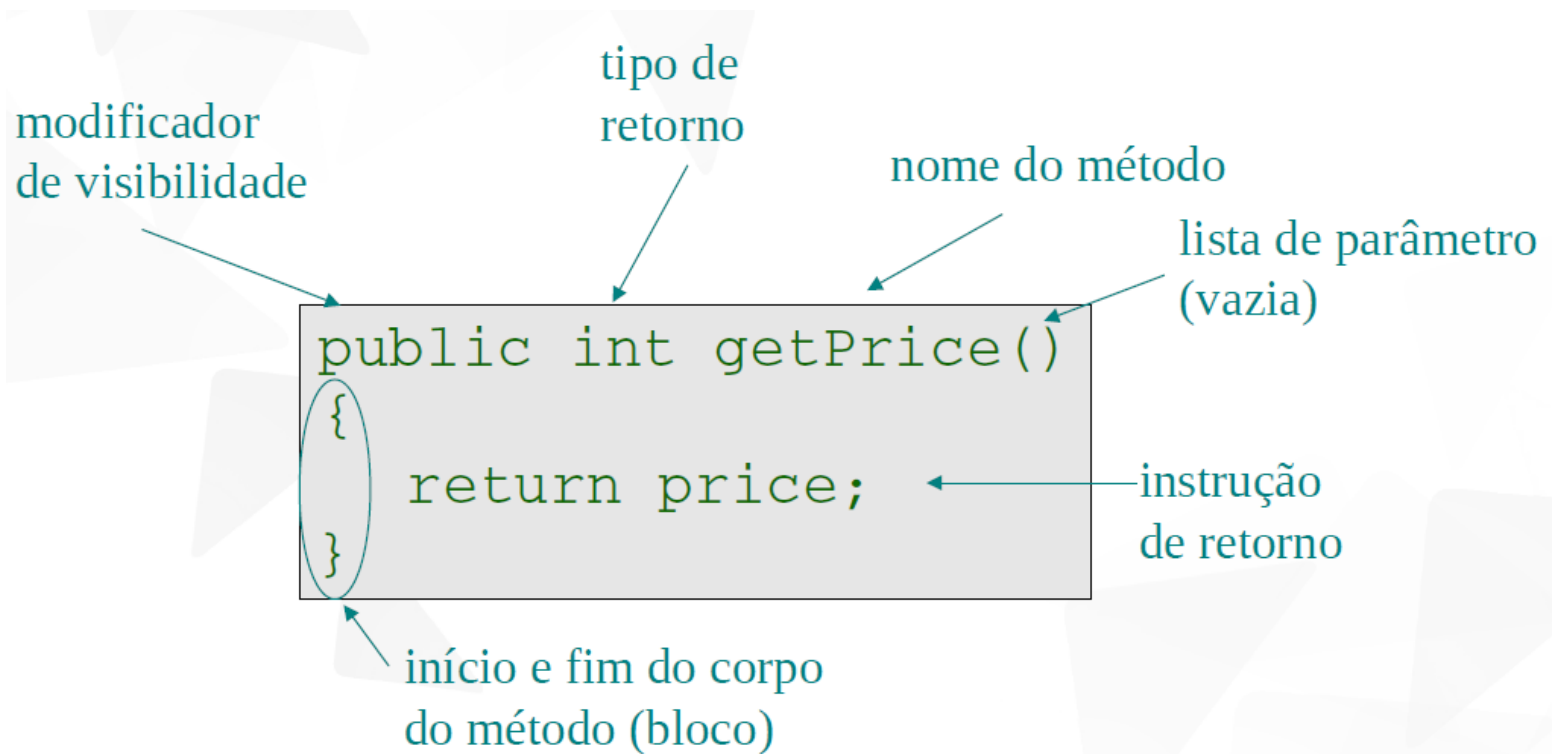 tipo de
retorno
modificador
de visibilidade
nome do método
lista de parâmetro
(vazia)
public int getPrice()
{
return price;
}
instrução
de retorno
início e fim do corpo
do método (bloco)